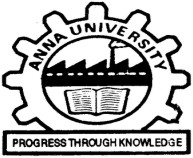 ANNA UNIVERSITY
PROGRESS THROUGH KNOWLEDGE